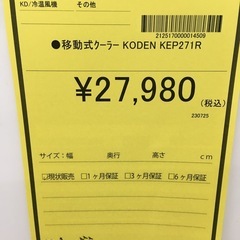 KD/冷温風機 その他
2125170000014509
●移動式クーラー KODEN KEP271R
¥27,980
(税込)
230725
サイズ：幅 奥行 高さ cm
☑現状販売 □1ヶ月保証 □3ヶ月保証 □6ヶ月保証